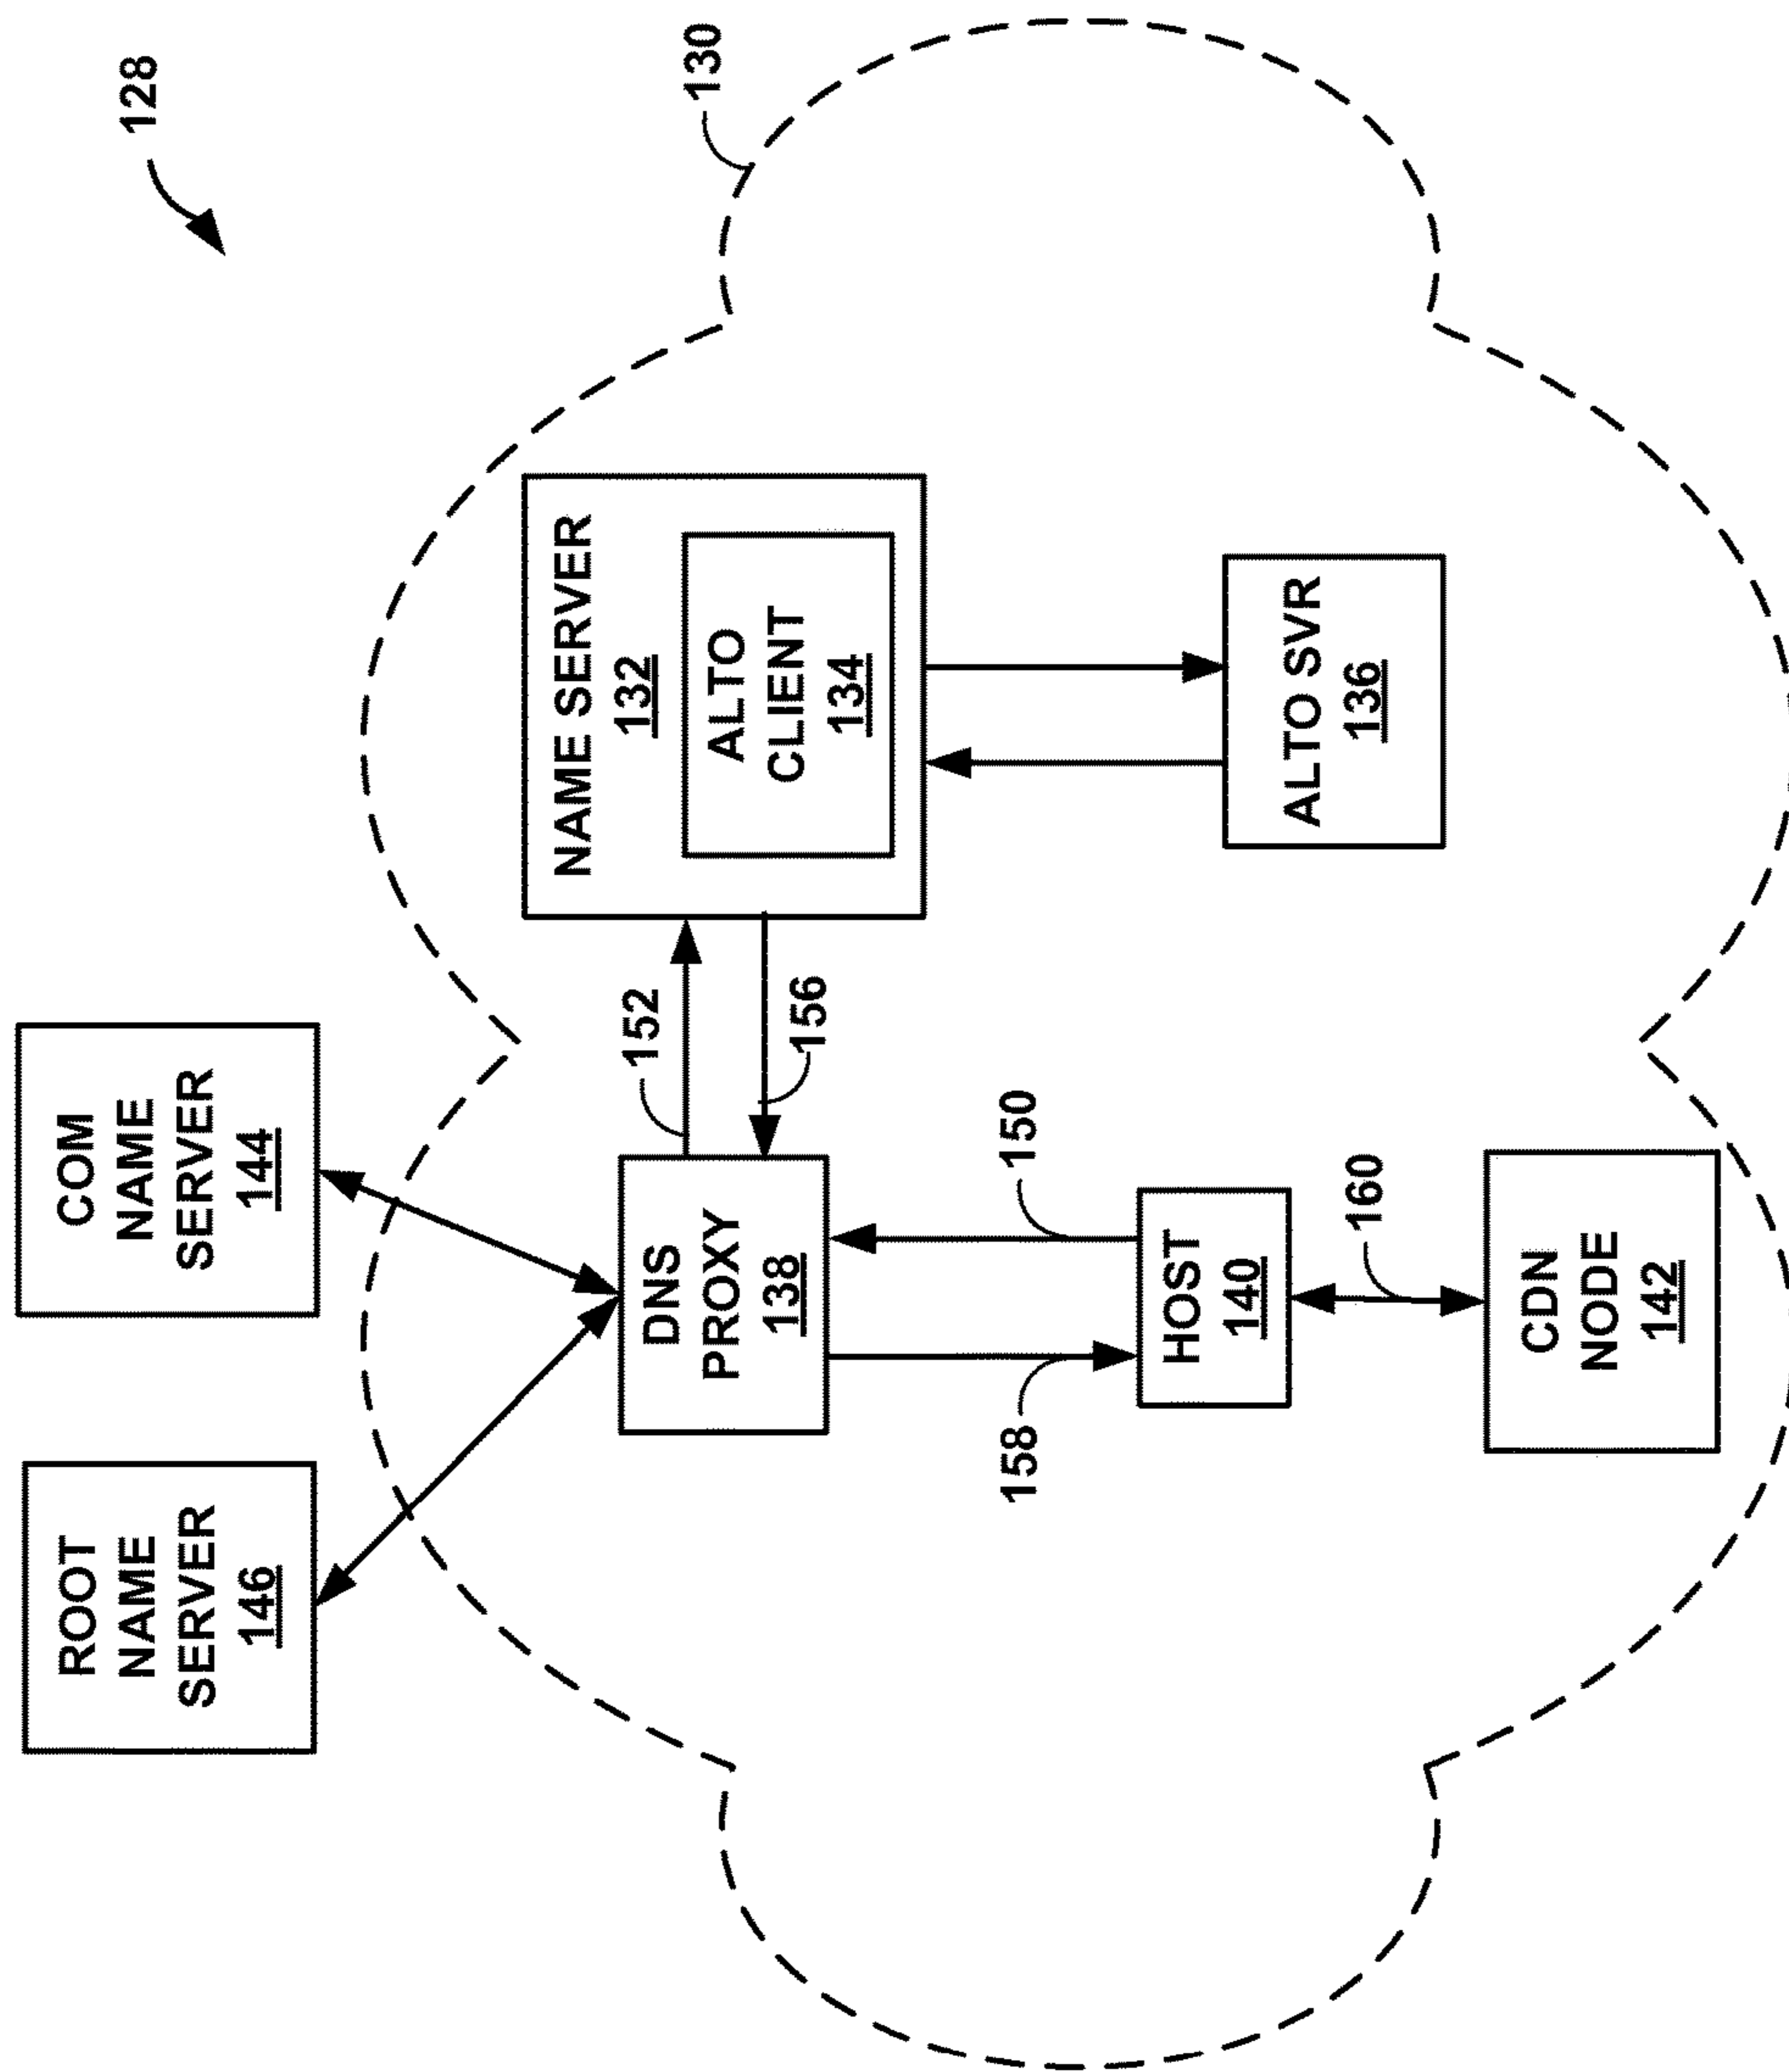 128
130
ROOT
NAME
SERVER
146
COM
NAME
SERVER
144
NAME SERVER
132
ALTO
CLIENT
134
152
156
DNS
PROXY
138
158
150
ALTO SVR
136
HOST
140
160
CDN
NODE
142